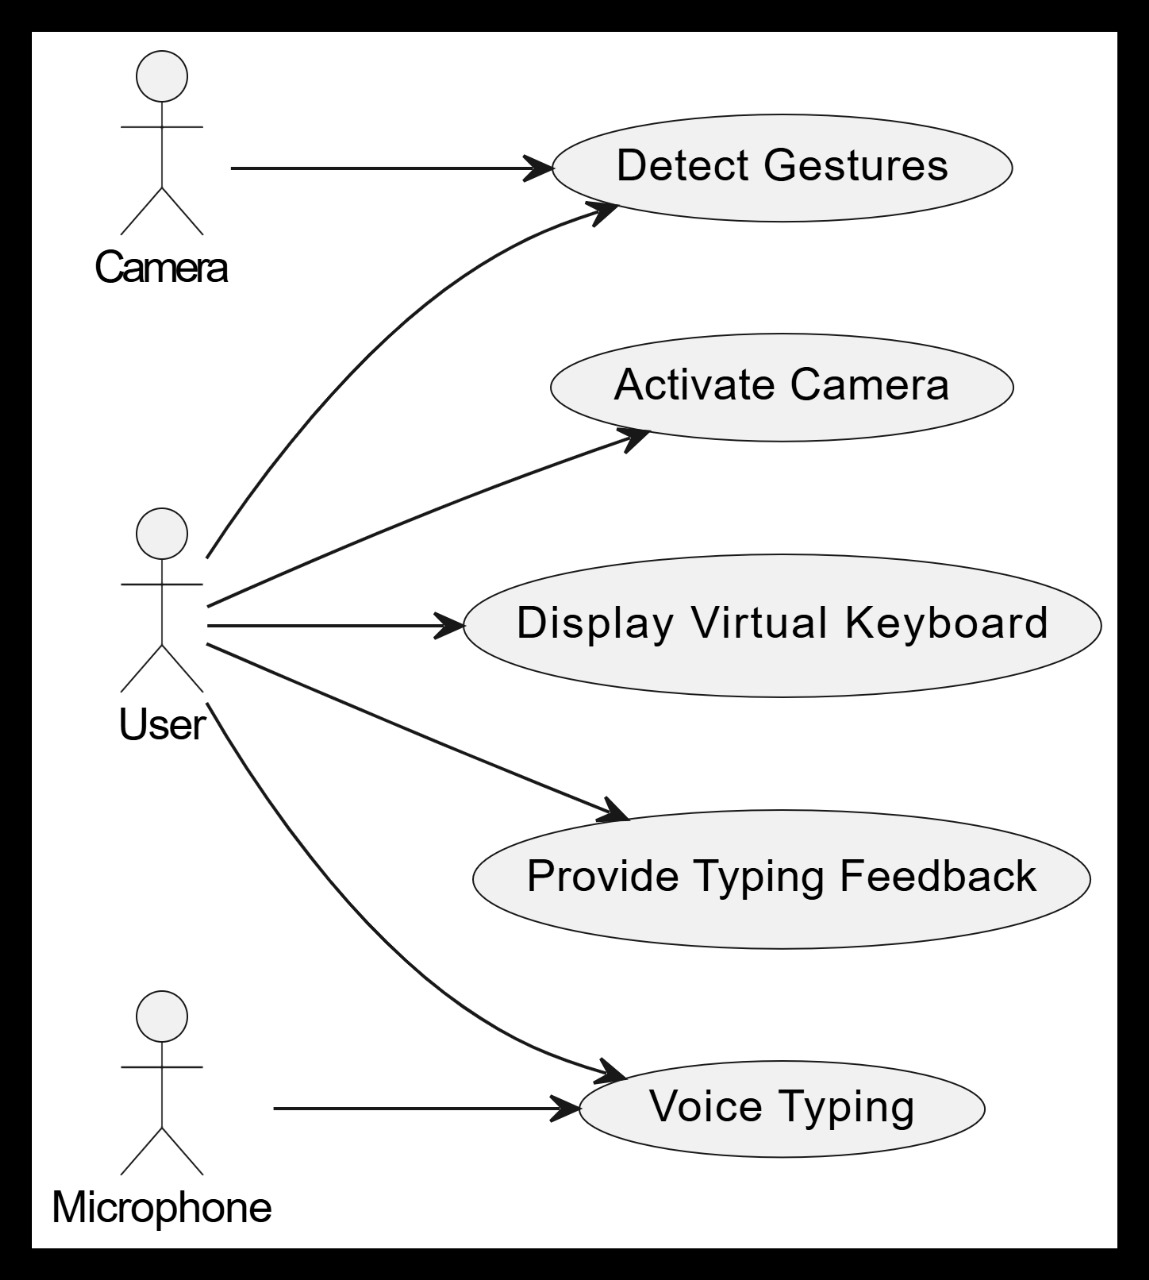 Detect Gestures
Camera
Activate Camera
Display Virtual Keyboard
User
Provide Typing Feedback
Voice Typing
Microphone